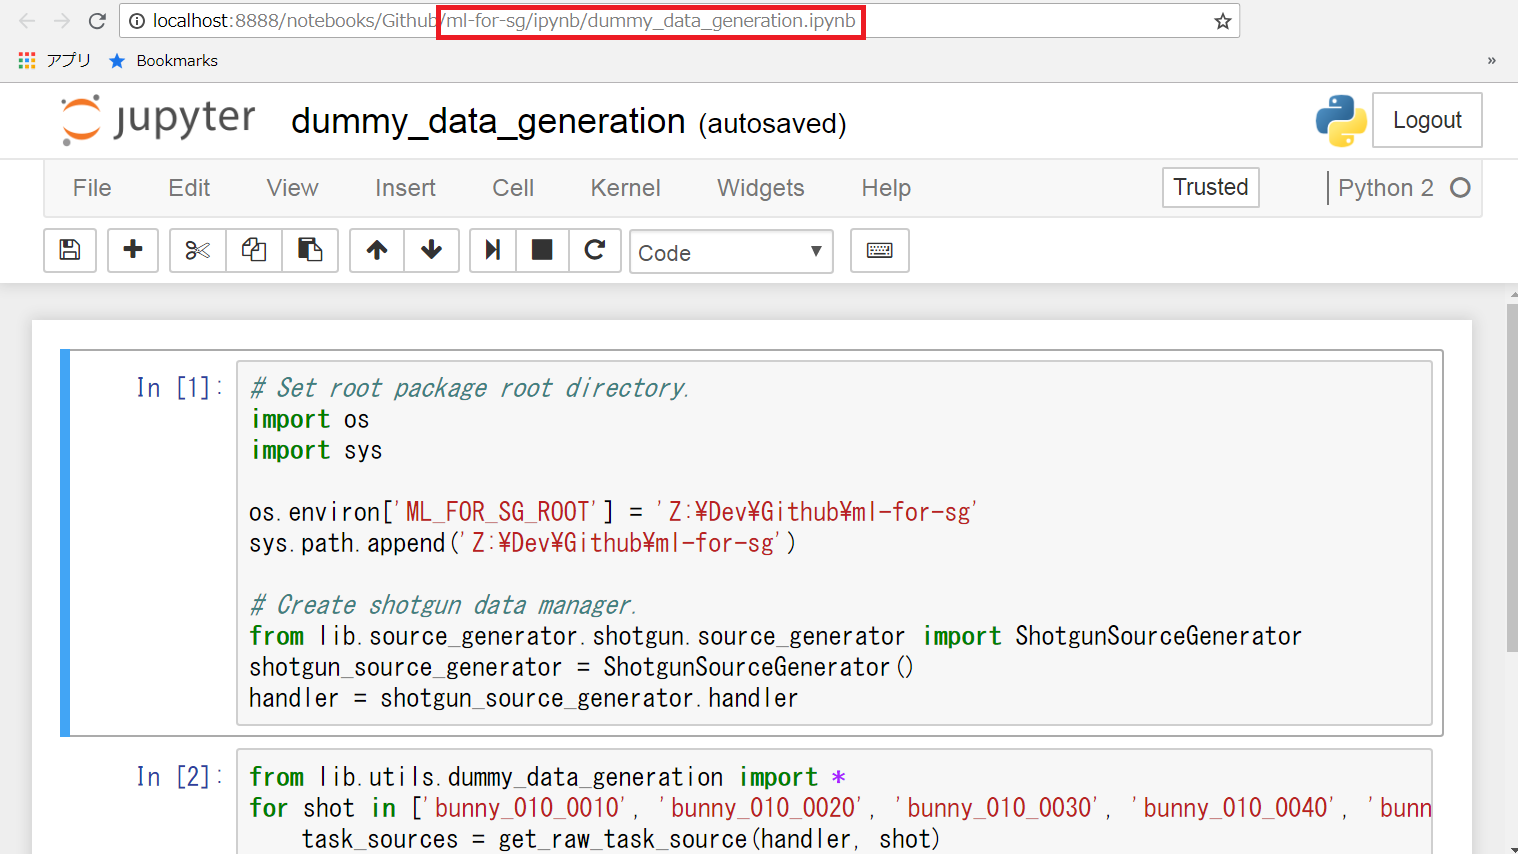 localhost:8888/notebooks/Github/ml-for-sg/ipynb/dummy_data_generation.ipynb
アプリ Bookmarks »
jupyter dummy_data_generation (autosaved) Logout
File Edit View Insert Cell Kernel Widgets Help Trusted Python 2
Code
In [1]:
# Set root package root directory.
import os
import sys
os.environ['ML_FOR_SG_ROOT'] = 'Z:¥Dev¥Github¥ml-for-sg'
sys.path.append('Z:¥Dev¥Github¥ml-for-sg')
# Create shotgun data manager.
from lib.source_generator.shotgun.source_generator import ShotgunSourceGenerator
shotgun_source_generator = ShotgunSourceGenerator()
handler = shotgun_source_generator.handler
In [2]:
from lib.utils.dummy_data_generation import *
for shot in ['bunny_010_0010', 'bunny_010_0020', 'bunny_010_0030', 'bunny_010_0040', 'bunn
task_sources = get_raw_task_source(handler, shot)